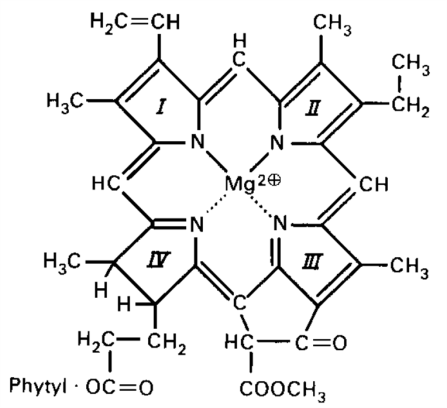 H₂C=CH
H
CH₃
CH₃
C
H₃C
I
II
CH₂
N
N
HC
Mg²⊕
CH
N
N
H₃C
IV
III
CH₃
H
H
C
H₂C
CH₂
HC
C=O
Phytyl · OC=O
COOCH₃